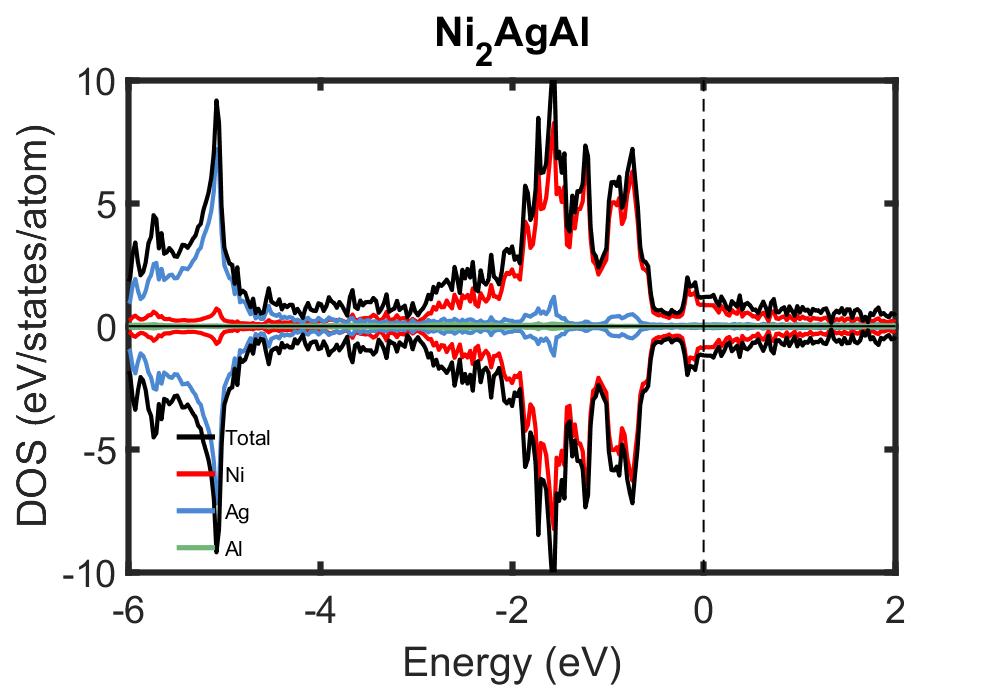 Ni₂AgAl
DOS (eV/states/atom)
10
5
0
-5
-10
Total
Ni
Ag
Al
-6 -4 -2 0 2
Energy (eV)